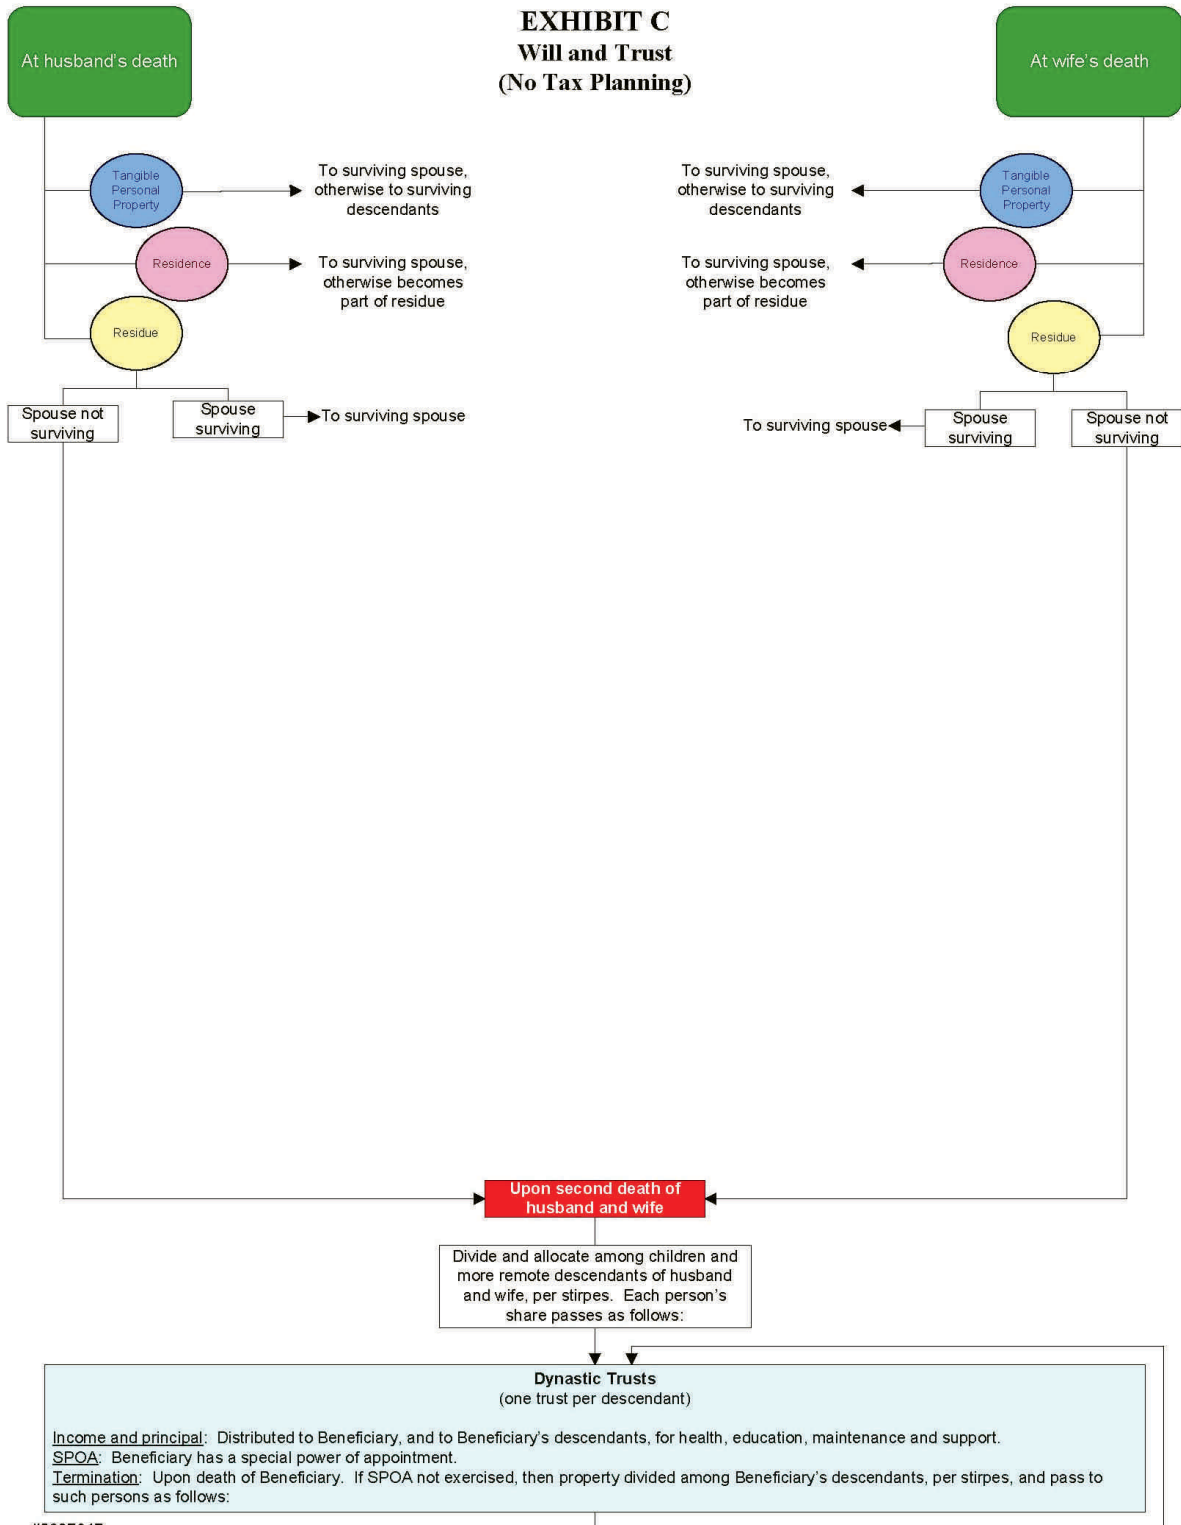 EXHIBIT C
Will and Trust
(No Tax Planning)
At husband's death
At wife's death
Tangible
Personal
Property
To surviving spouse,
otherwise to surviving
descendants
Residence
To surviving spouse,
otherwise becomes
part of residue
Residue
Spouse not
surviving
Spouse
surviving
To surviving spouse
To surviving spouse,
otherwise to surviving
descendants
Tangible
Personal
Property
To surviving spouse,
otherwise becomes
part of residue
Residence
Residue
To surviving spouse
Spouse
surviving
Spouse not
surviving
Upon second death of
husband and wife
Divide and allocate among children and
more remote descendants of husband
and wife, per stirpes. Each person's
share passes as follows:
Dynastic Trusts
(one trust per descendant)
Income and principal: Distributed to Beneficiary, and to Beneficiary's descendants, for health, education, maintenance and support.
SPOA: Beneficiary has a special power of appointment.
Termination: Upon death of Beneficiary. If SPOA not exercised, then property divided among Beneficiary's descendants, per stirpes, and pass to
such persons as follows: